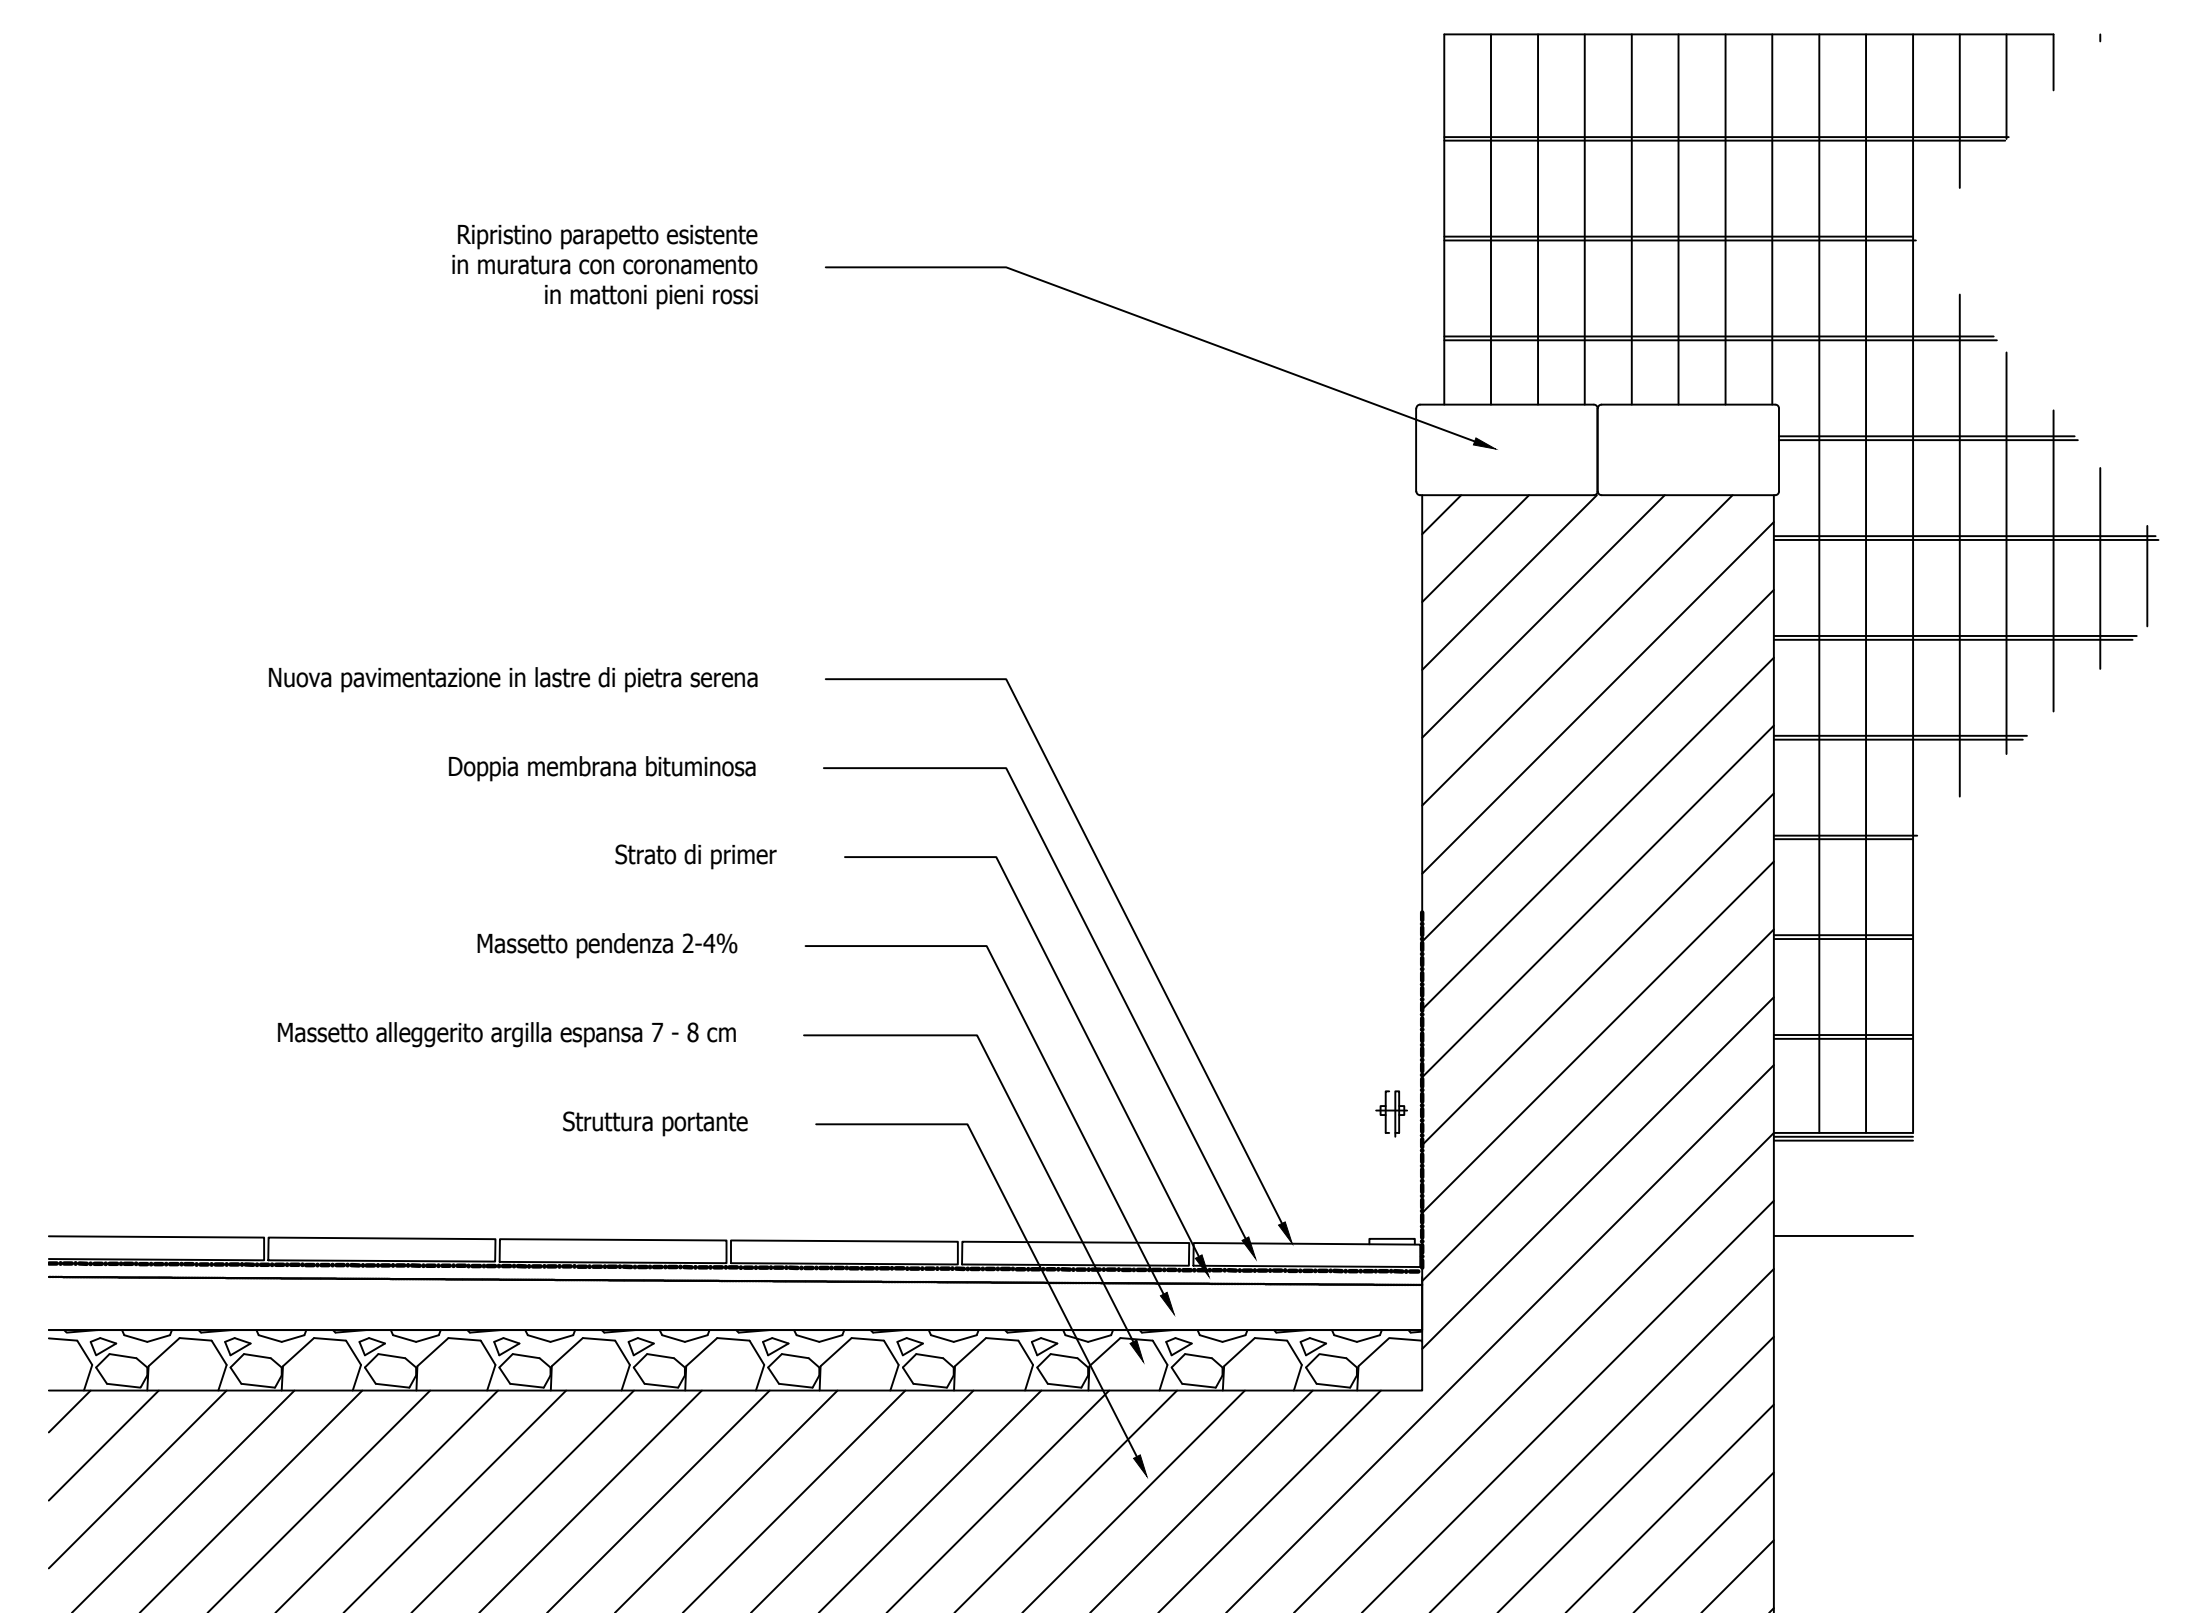 Ripristino parapetto esistente
in muratura con coronamento
in mattoni pieni rossi
Nuova pavimentazione in lastre di pietra serena
Doppia membrana bituminosa
Strato di primer
Massetto pendenza 2-4%
Massetto alleggerito argilla espansa 7 - 8 cm
Struttura portante